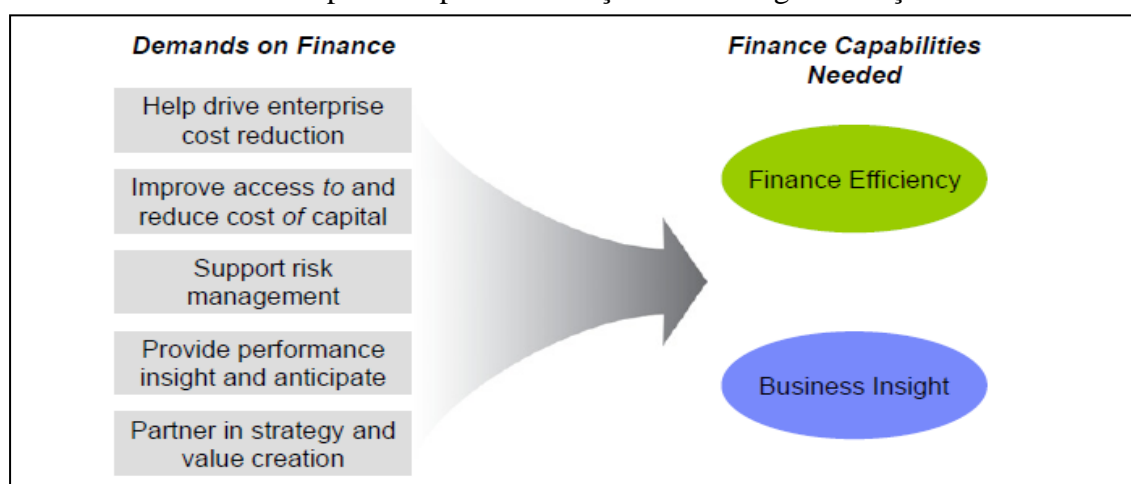 Demands on Finance
Help drive enterprise
cost reduction
Improve access to and
reduce cost of capital
Support risk
management
Provide performance
insight and anticipate
Partner in strategy and
value creation
Finance Capabilities
Needed
Finance Efficiency
Business Insight